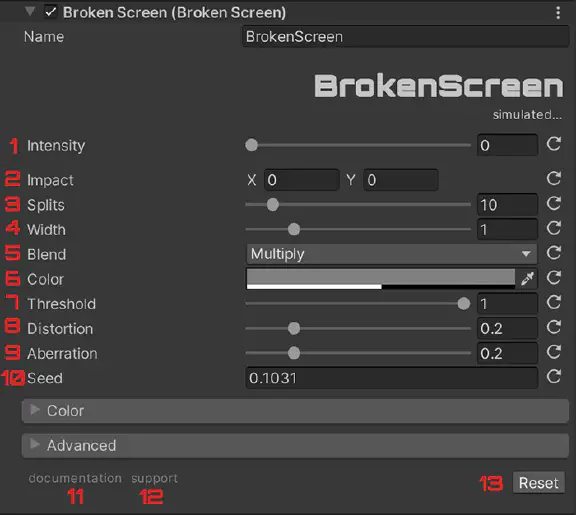 Broken Screen (Broken Screen)
Name BrokenScreen
BrokenScreen
simulated...
1 Intensity 0
2 Impact X 0 Y 0
3 Splits 10
4 Width 1
5 Blend Multiply
6 Color
7 Threshold 1
8 Distortion 0.2
9 Aberration 0.2
10 Seed 0.1031
Color
Advanced
documentation support 13 Reset
11 12